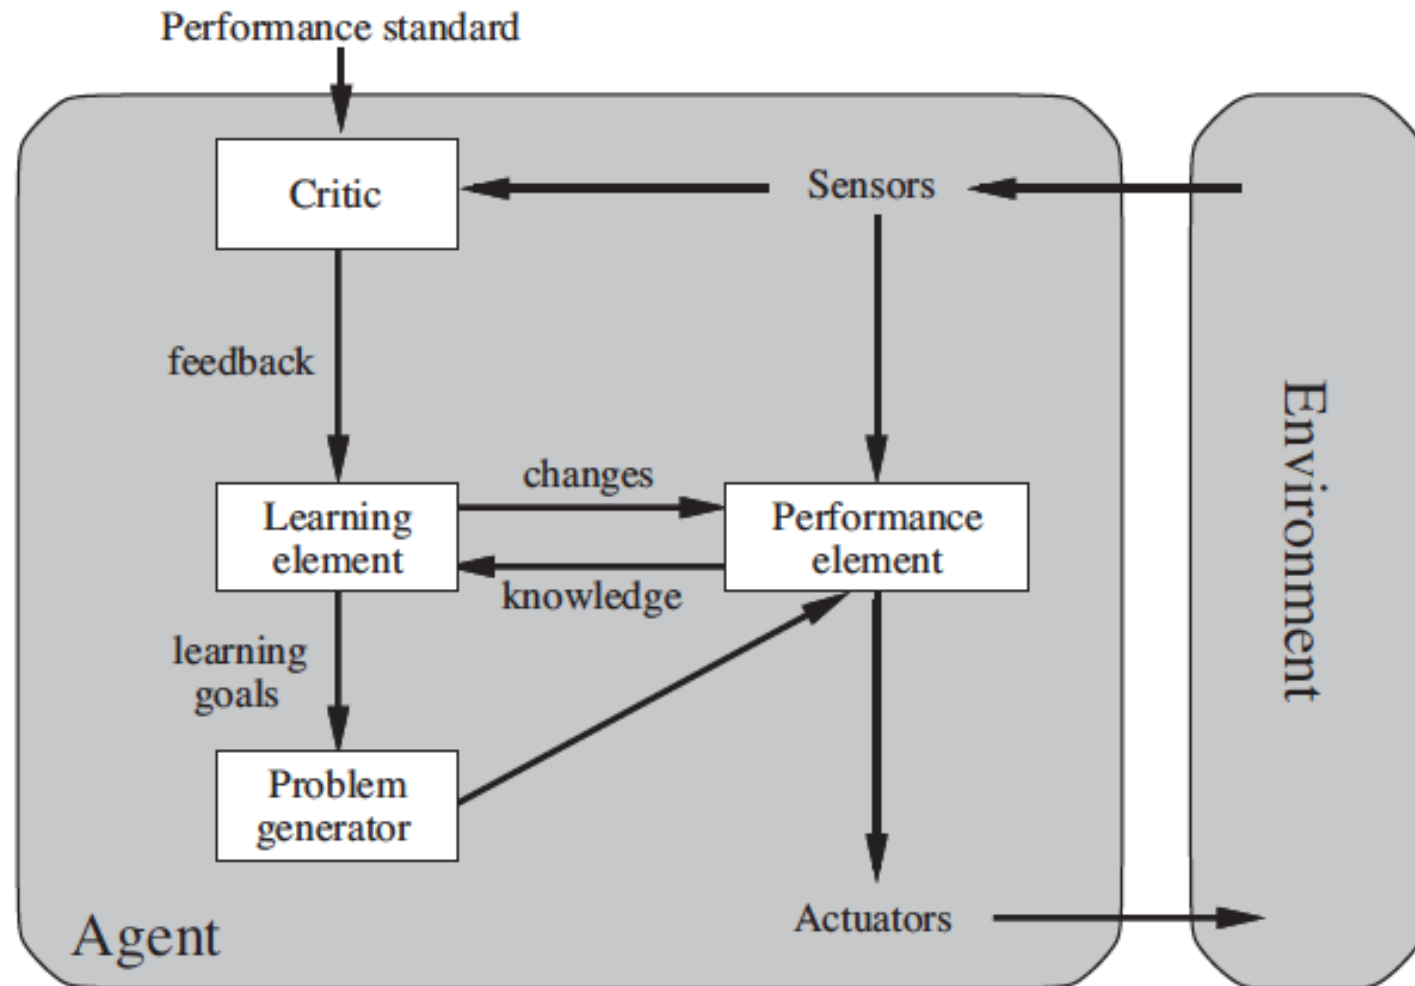 Performance standard
Critic
Sensors
feedback
changes
Learning
element
Performance
element
knowledge
learning
goals
Problem
generator
Agent
Actuators
Environment